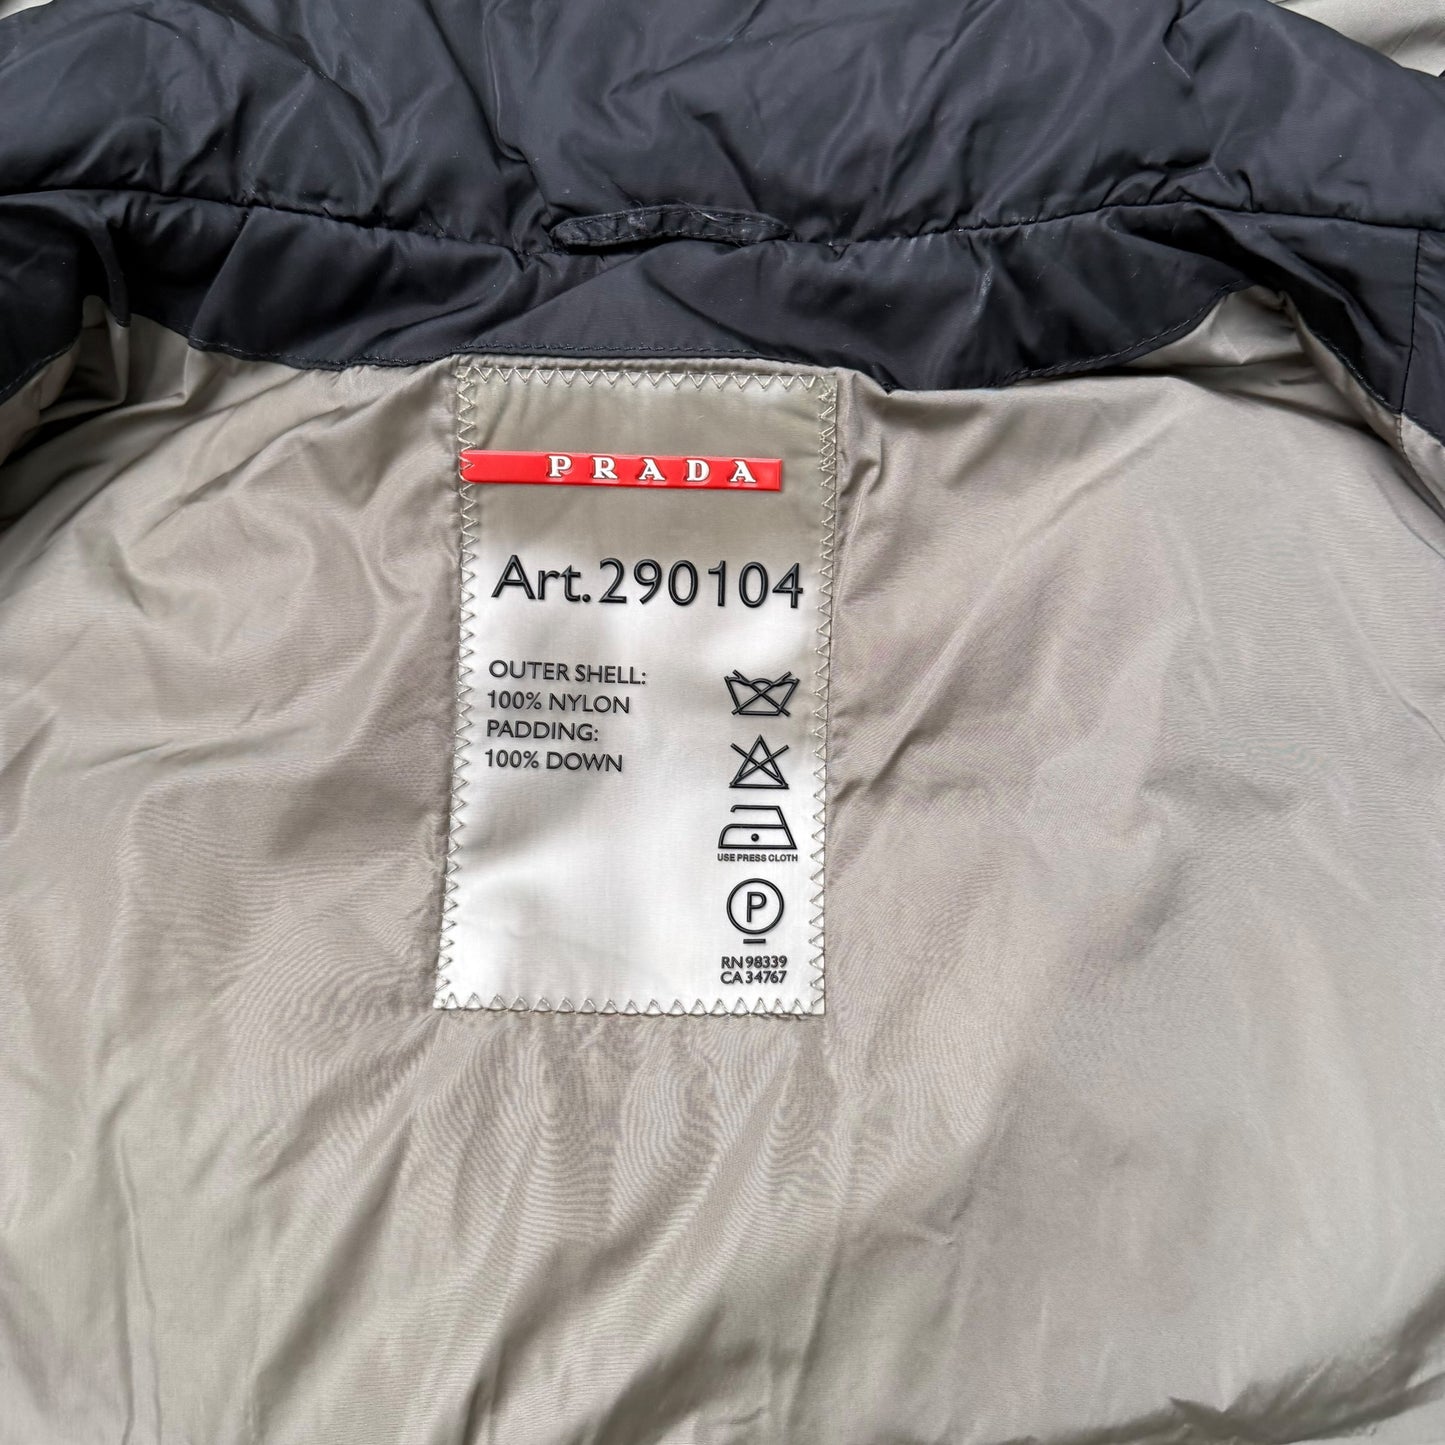 PRADA
Art.290104
OUTER SHELL:
100% NYLON
PADDING:
100% DOWN
USE PRESS CLOTH
P
RN 98339
CA 34767